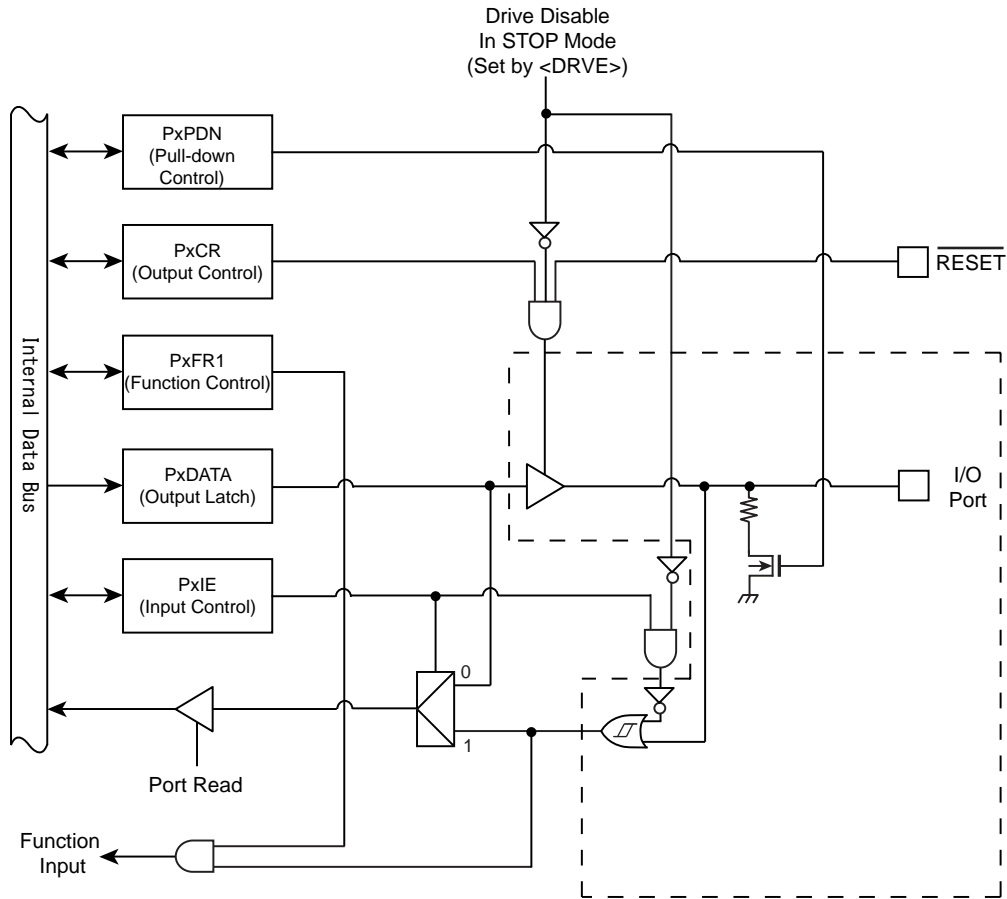 Drive Disable
In STOP Mode
(Set by <DRVE>)
PxPDN
(Pull-down
Control)
PxCR
(Output Control)
RESET
PxFR1
(Function Control)
Internal Data Bus
PxDATA
(Output Latch)
I/O
Port
PxIE
(Input Control)
0
1
Port Read
Function
Input